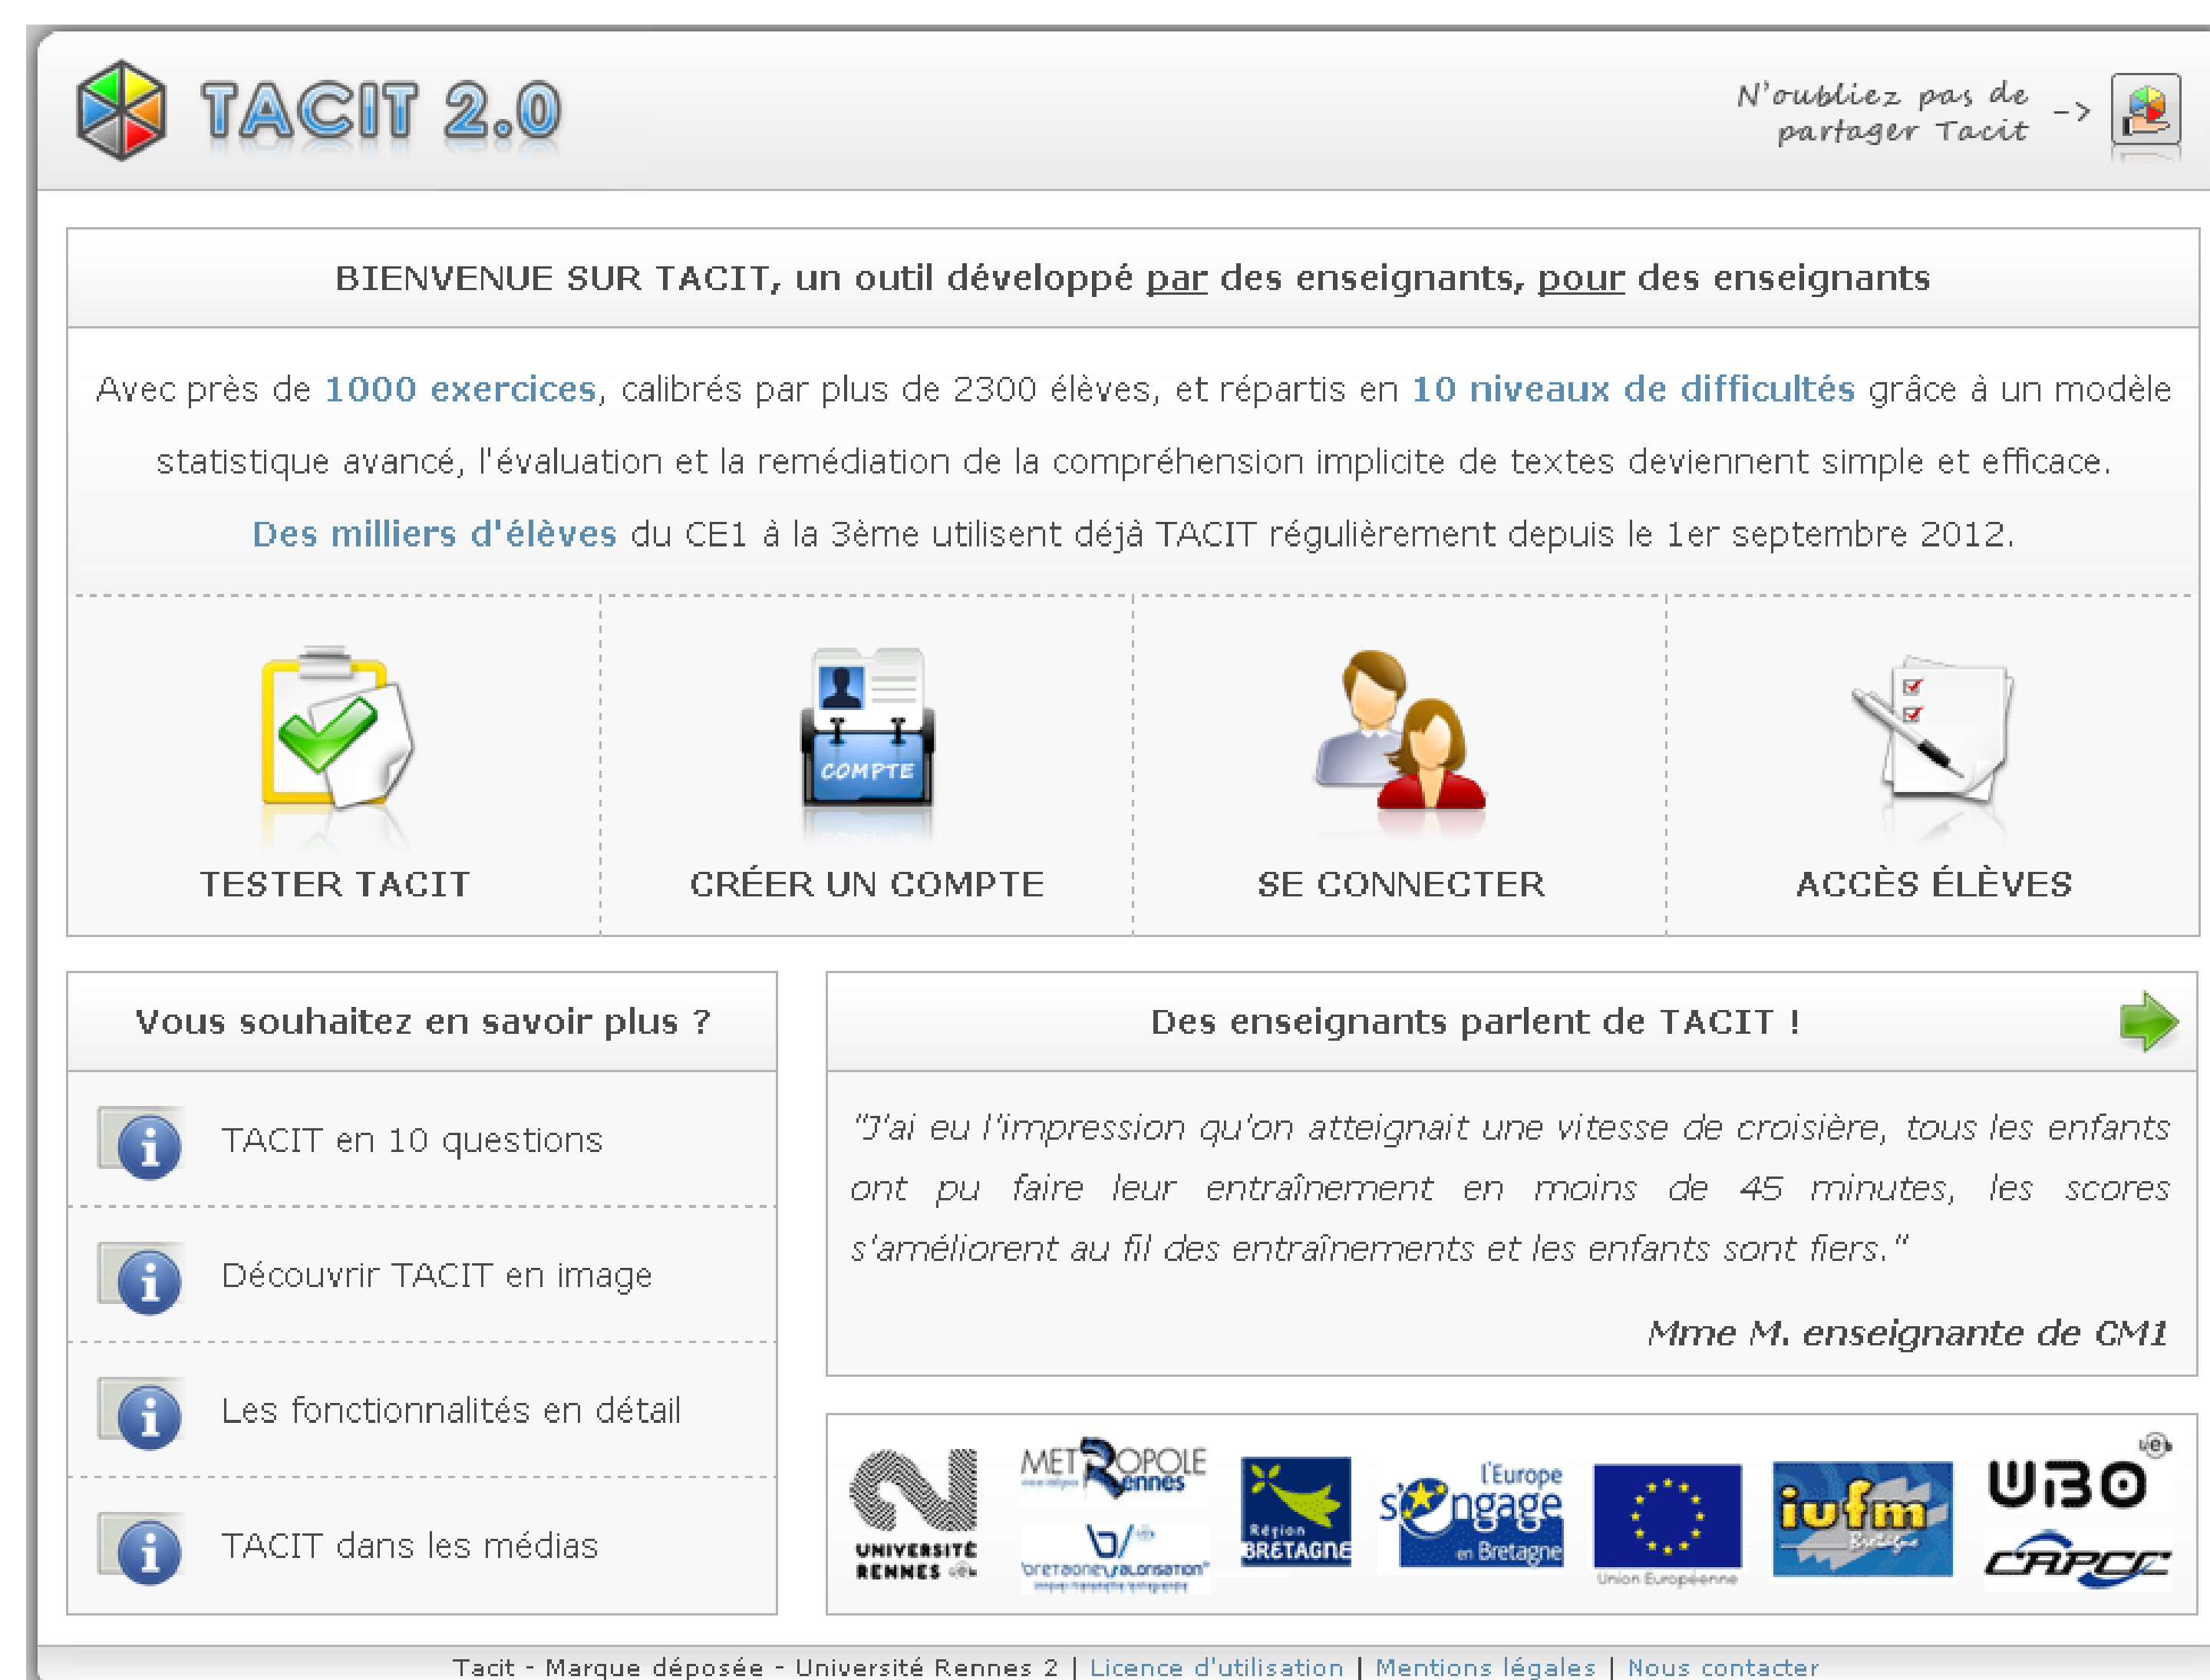 TACIT 2.0
N'oubliez pas de
partager Tacit
->
BIENVENUE SUR TACIT, un outil développé par des enseignants, pour des enseignants
Avec près de 1000 exercices, calibrés par plus de 2300 élèves, et répartis en 10 niveaux de difficultés grâce à un modèle
statistique avancé, l'évaluation et la remédiation de la compréhension implicite de textes deviennent simple et efficace.
Des milliers d'élèves du CE1 à la 3ème utilisent déjà TACIT régulièrement depuis le 1er septembre 2012.
COMPTE
TESTER TACIT
CRÉER UN COMPTE
SE CONNECTER
ACCÈS ÉLÈVES
Vous souhaitez en savoir plus ?
TACIT en 10 questions
Découvrir TACIT en image
Les fonctionnalités en détail
TACIT dans les médias
Des enseignants parlent de TACIT !
"J'ai eu l'impression qu'on atteignait une vitesse de croisière, tous les enfants
ont pu faire leur entraînement en moins de 45 minutes, les scores
s'améliorent au fil des entraînements et les enfants sont fiers."
Mme M. enseignante de CM1
UNIVERSITÉ
RENNES
METROPOLE
Rennes
bretagne valorisation
Région
BRETAGNE
l'Europe
s'engage
en Bretagne
Union Européenne
iufm
Bretagne
UBO
CRPCC
Tacit - Marque déposée - Université Rennes 2 | Licence d'utilisation | Mentions légales | Nous contacter